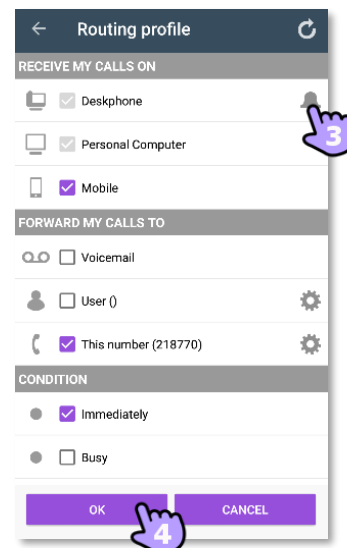 Routing profile
RECEIVE MY CALLS ON
Deskphone
3
Personal Computer
Mobile
FORWARD MY CALLS TO
Voicemail
User ()
This number (218770)
CONDITION
Immediately
Busy
OK CANCEL
4